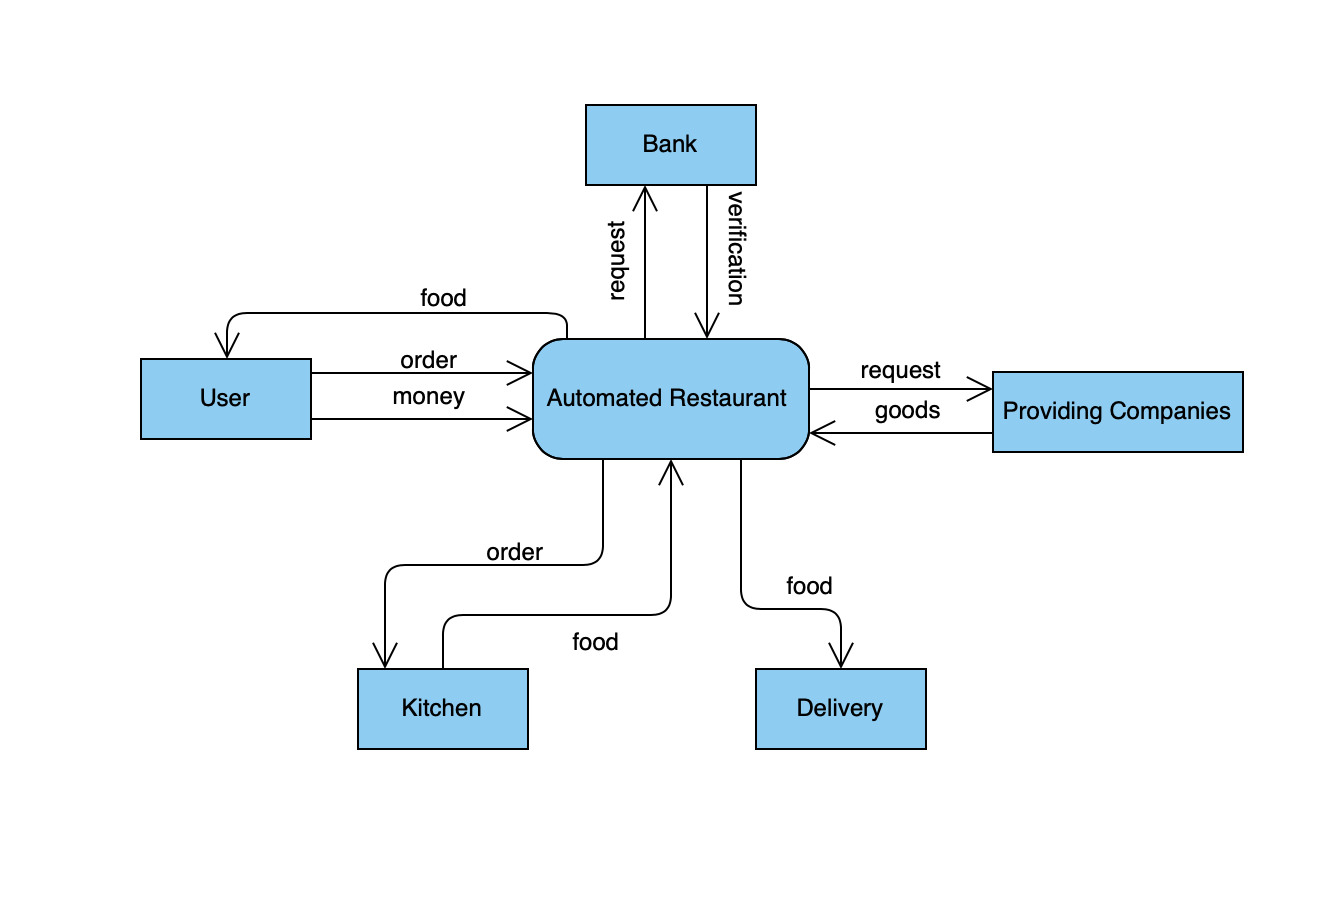 Bank
request
verification
food
User
order
money
Automated Restaurant
request
goods
Providing Companies
order
food
food
Kitchen
Delivery